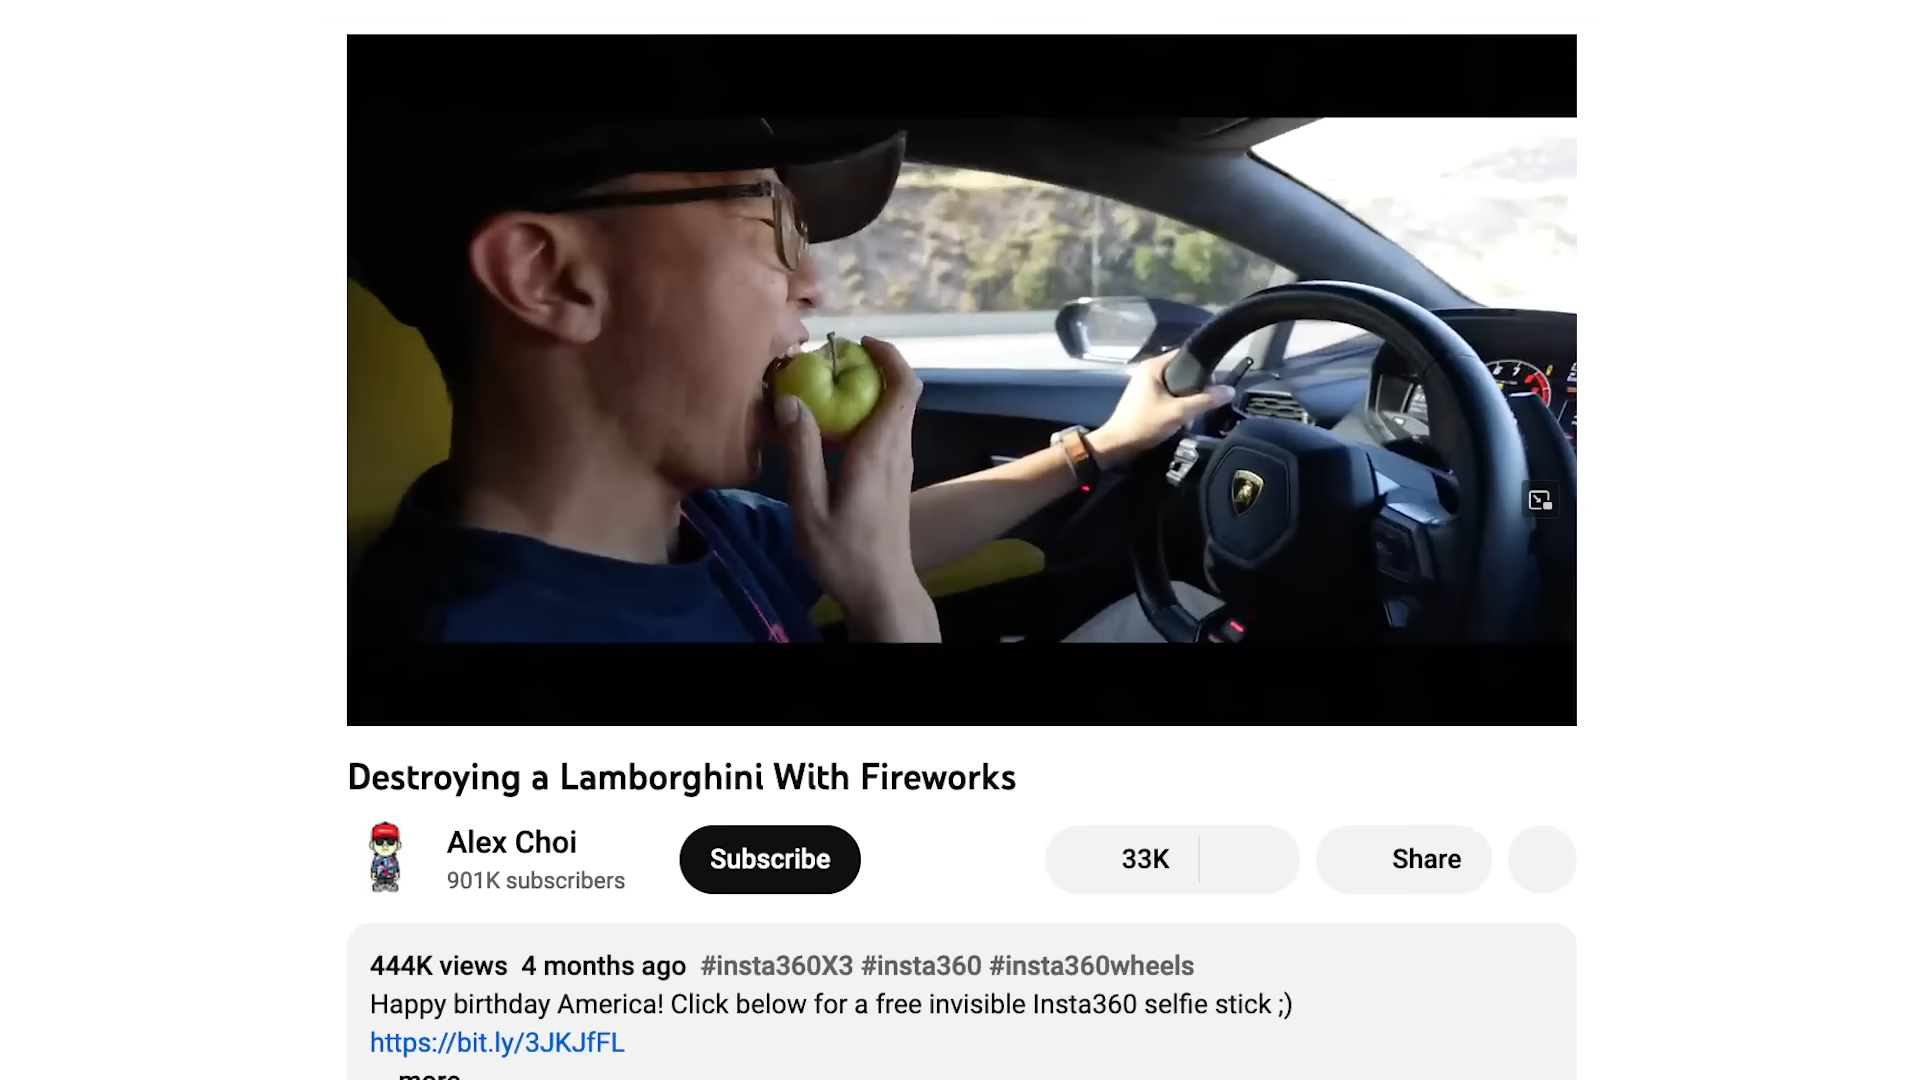 Destroying a Lamborghini With Fireworks
Alex Choi
901K subscribers
Subscribe
33K
Share
444K views 4 months ago #insta360X3 #insta360 #insta360wheels
Happy birthday America! Click below for a free invisible Insta360 selfie stick ;)
https://bit.ly/3JKJfFL
...more